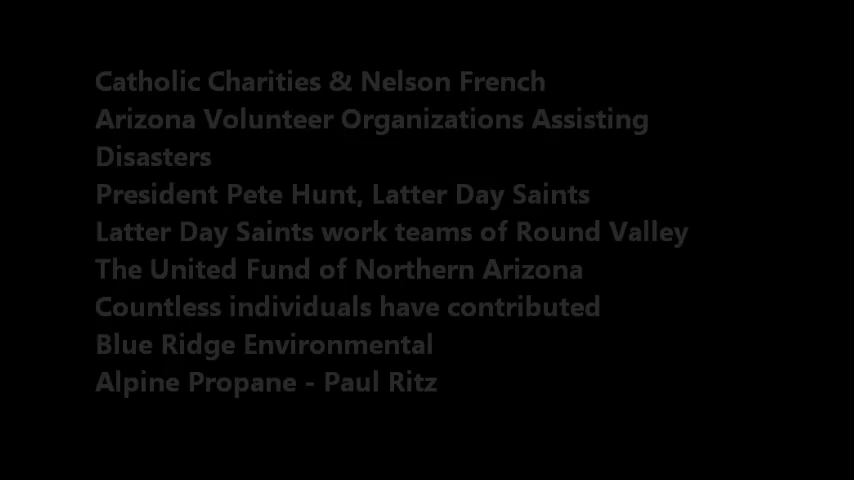 Catholic Charities & Nelson French
Arizona Volunteer Organizations Assisting
Disasters
President Pete Hunt, Latter Day Saints
Latter Day Saints work teams of Round Valley
The United Fund of Northern Arizona
Countless individuals have contributed
Blue Ridge Environmental
Alpine Propane - Paul Ritz